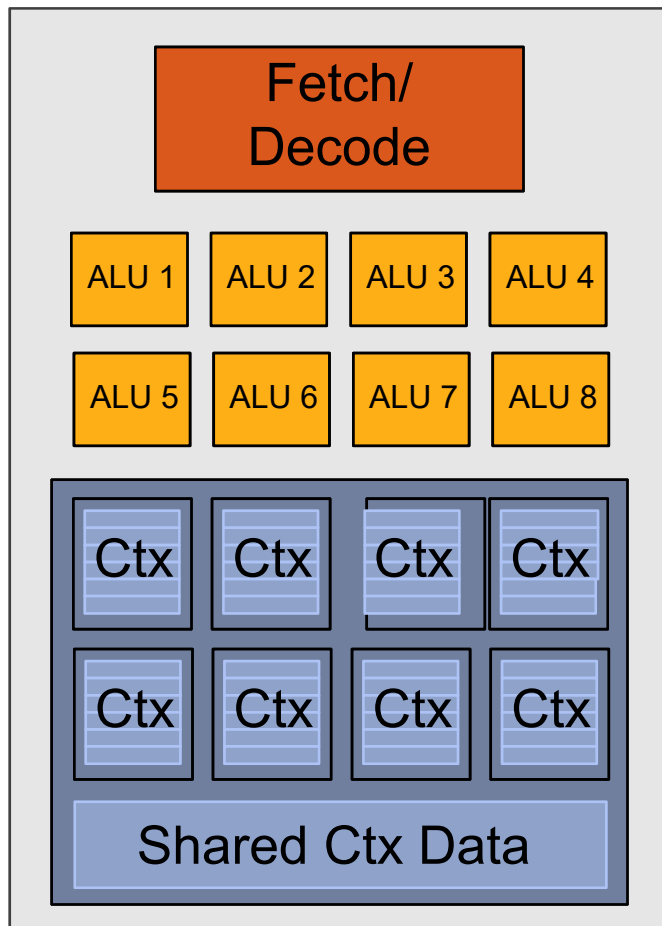 Fetch/
Decode
ALU 1 ALU 2 ALU 3 ALU 4
ALU 5 ALU 6 ALU 7 ALU 8
Ctx Ctx Ctx Ctx
Ctx Ctx Ctx Ctx
Shared Ctx Data